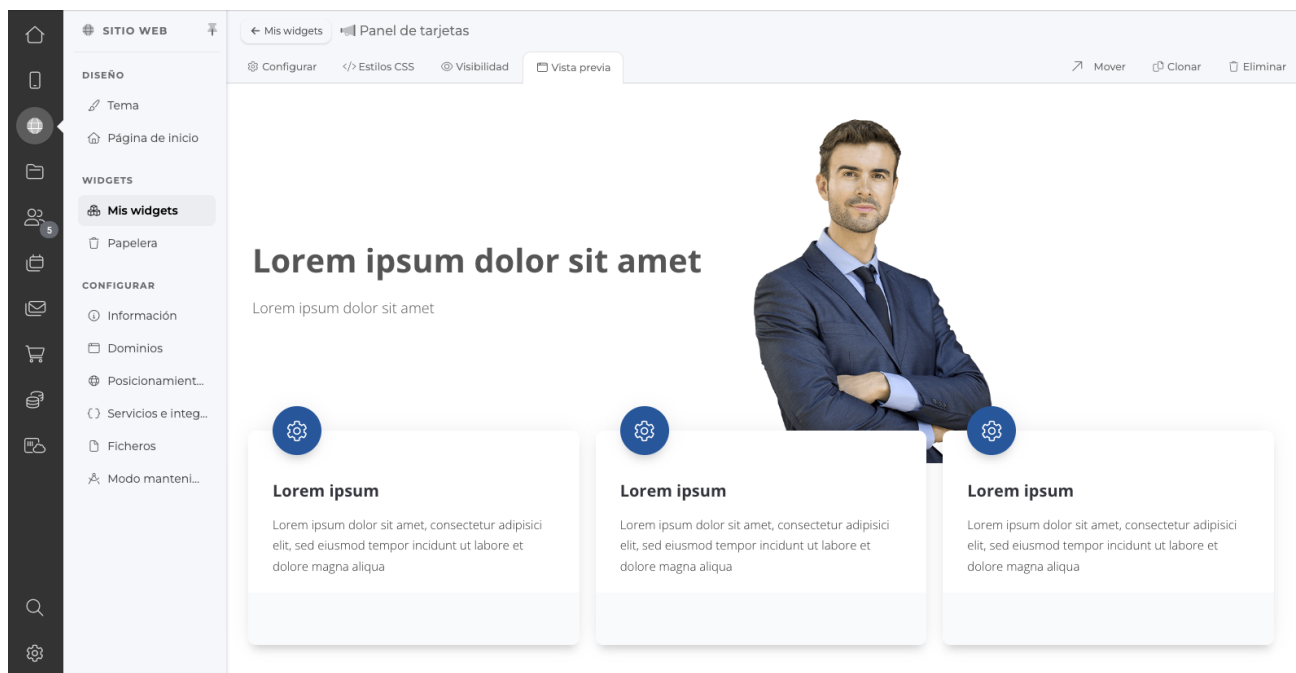 SITIO WEB
← Mis widgets
Panel de tarjetas
Configurar
</> Estilos CSS
Visibilidad
Vista previa
Mover
Clonar
Eliminar
DISEÑO
Tema
Página de inicio
WIDGETS
Mis widgets
Papelera
5
CONFIGURAR
Información
Dominios
Posicionamient...
Servicios e integ...
Ficheros
Modo manteni...
Lorem ipsum dolor sit amet
Lorem ipsum dolor sit amet
Lorem ipsum
Lorem ipsum dolor sit amet, consectetur adipisici
elit, sed eiusmod tempor incidunt ut labore et
dolore magna aliqua
Lorem ipsum
Lorem ipsum dolor sit amet, consectetur adipisici
elit, sed eiusmod tempor incidunt ut labore et
dolore magna aliqua
Lorem ipsum
Lorem ipsum dolor sit amet, consectetur adipisici
elit, sed eiusmod tempor incidunt ut labore et
dolore magna aliqua